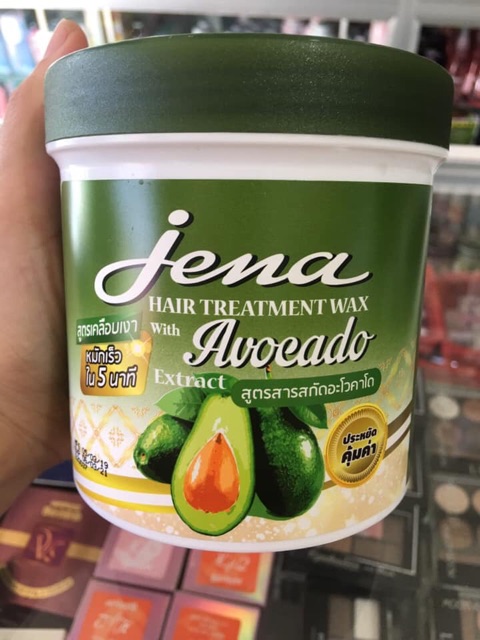 jena
HAIR TREATMENT WAX
With Avocado
Extract
สูตรสารสกัดอะโวคาโด
สูตรเคลือบเงา
หมักเร็ว
ใน 5 นาที
ประหยัด
คุ้มค่า